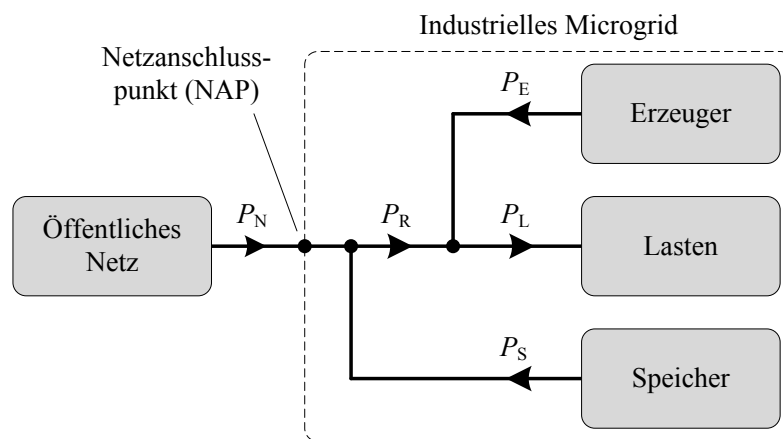 Industrielles Microgrid
Netzanschluss-
punkt (NAP)
P_E
Erzeuger
Öffentliches
Netz
P_N
P_R
P_L
Lasten
P_S
Speicher